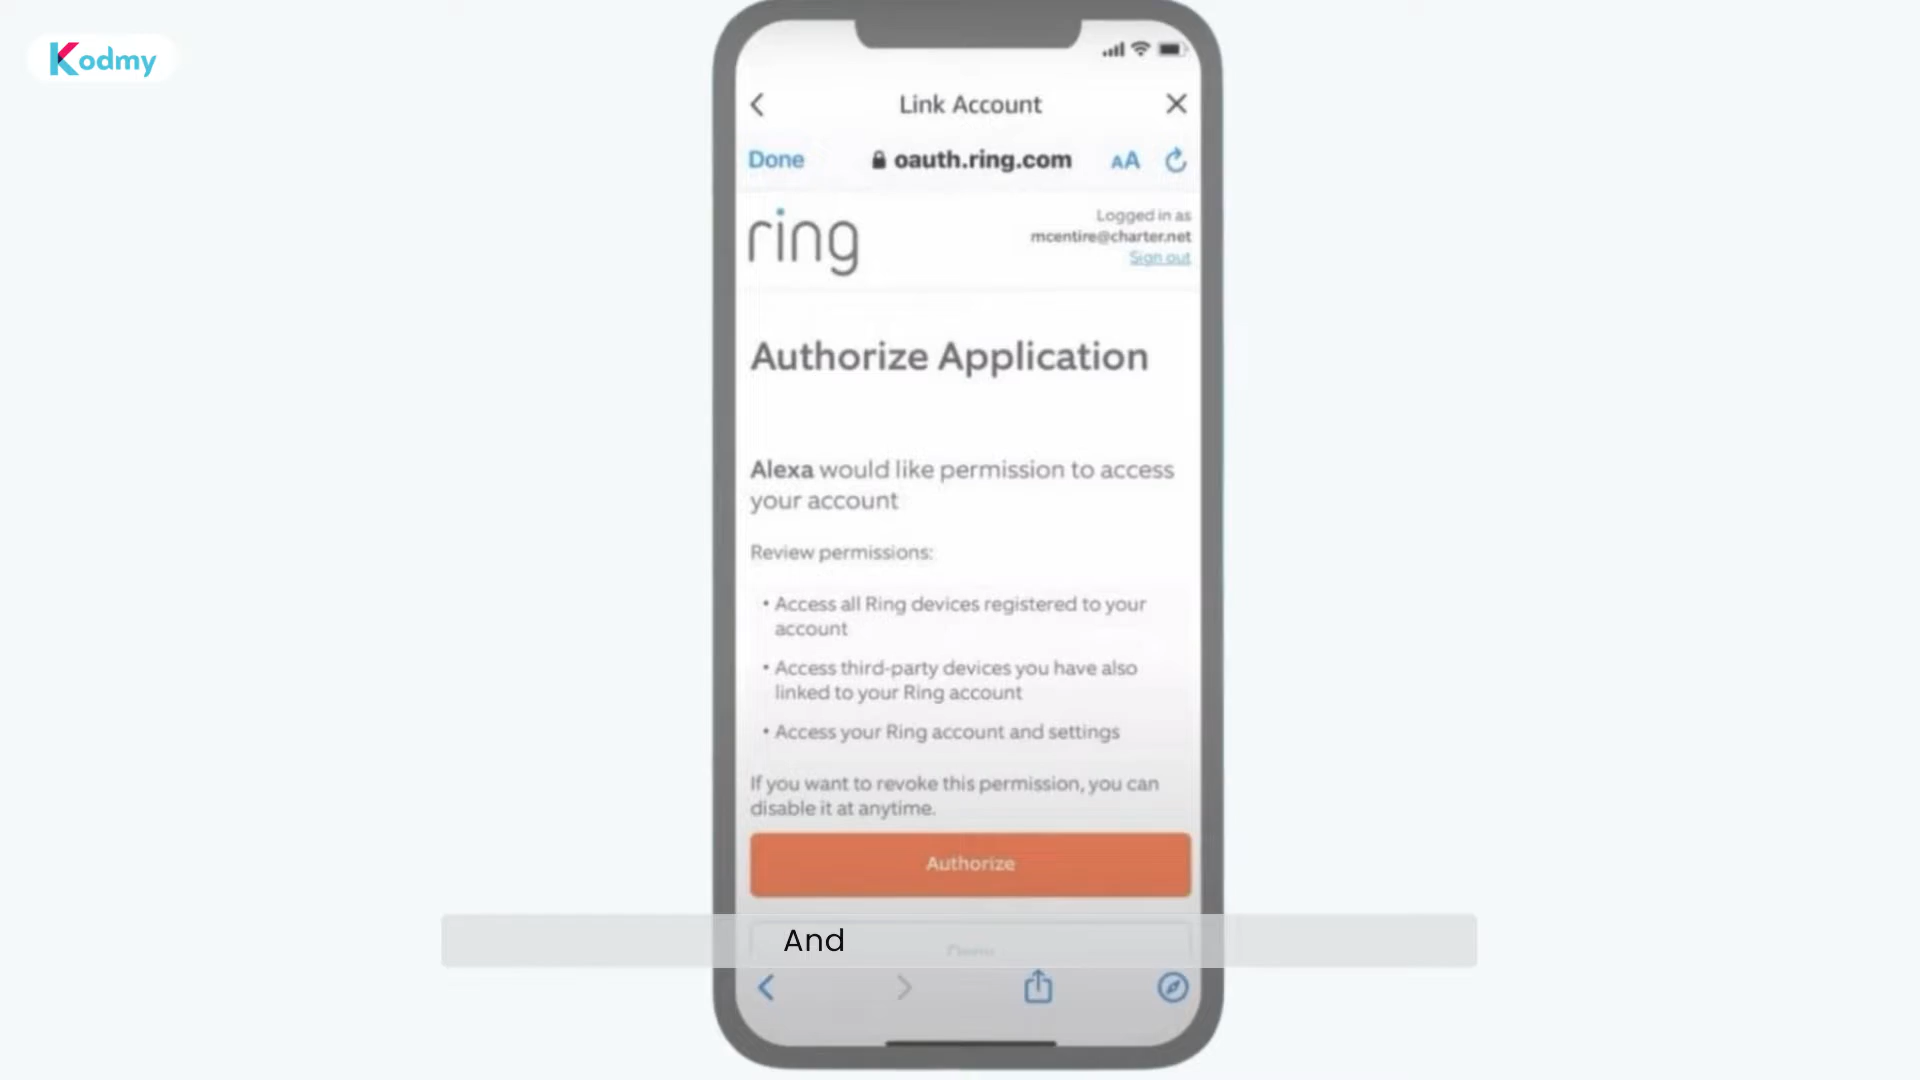 Kodmy
Link Account
Done
oauth.ring.com
AA
ring
Logged in as
mcentire@charter.net
Sign out
Authorize Application
Alexa would like permission to access
your account
Review permissions:
• Access all Ring devices registered to your
account
• Access third-party devices you have also
linked to your Ring account
• Access your Ring account and settings
If you want to revoke this permission, you can
disable it at anytime.
Authorize
And